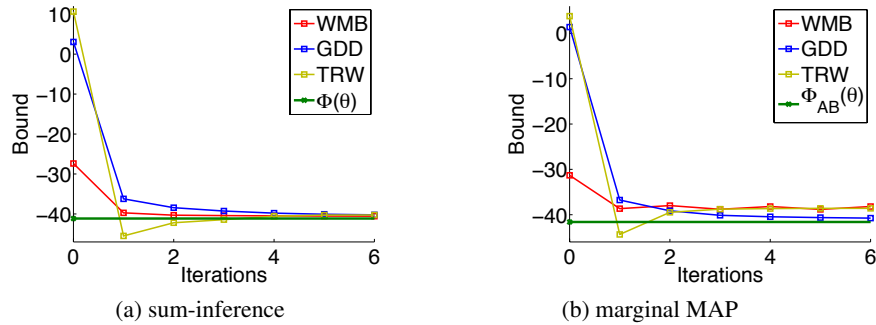 10
0
−10
−20
−30
−40
Bound
0
2
4
6
Iterations
WMB
GDD
TRW
Φ(θ)
(a) sum-inference
0
−10
−20
−30
−40
Bound
0
2
4
6
Iterations
WMB
GDD
TRW
Φ_AB(θ)
(b) marginal MAP